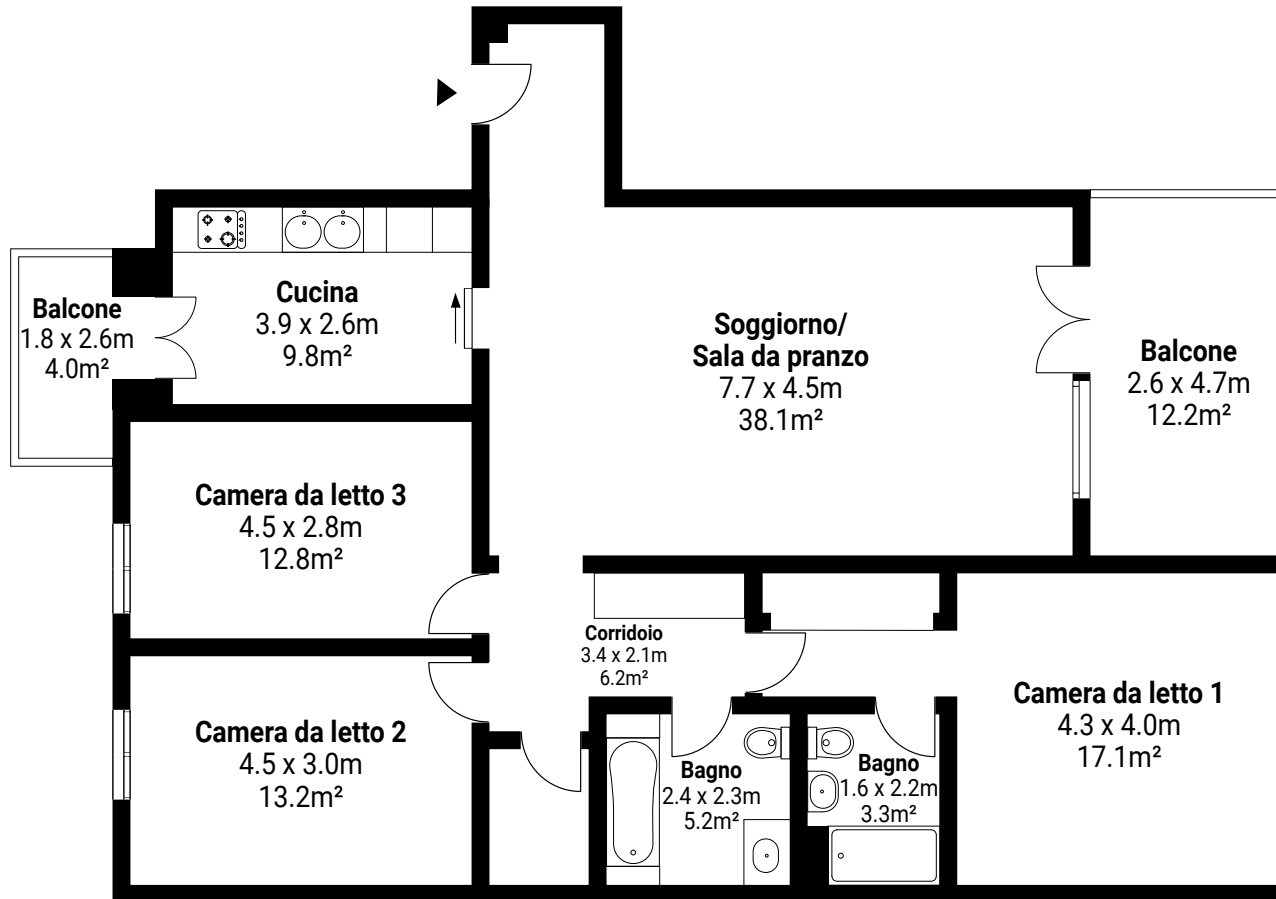 Balcone
1.8 x 2.6m
4.0m²
Cucina
3.9 x 2.6m
9.8m²
Soggiorno/
Sala da pranzo
7.7 x 4.5m
38.1m²
Balcone
2.6 x 4.7m
12.2m²
Camera da letto 3
4.5 x 2.8m
12.8m²
Corridoio
3.4 x 2.1m
6.2m²
Camera da letto 2
4.5 x 3.0m
13.2m²
Bagno
2.4 x 2.3m
5.2m²
Bagno
1.6 x 2.2m
3.3m²
Camera da letto 1
4.3 x 4.0m
17.1m²